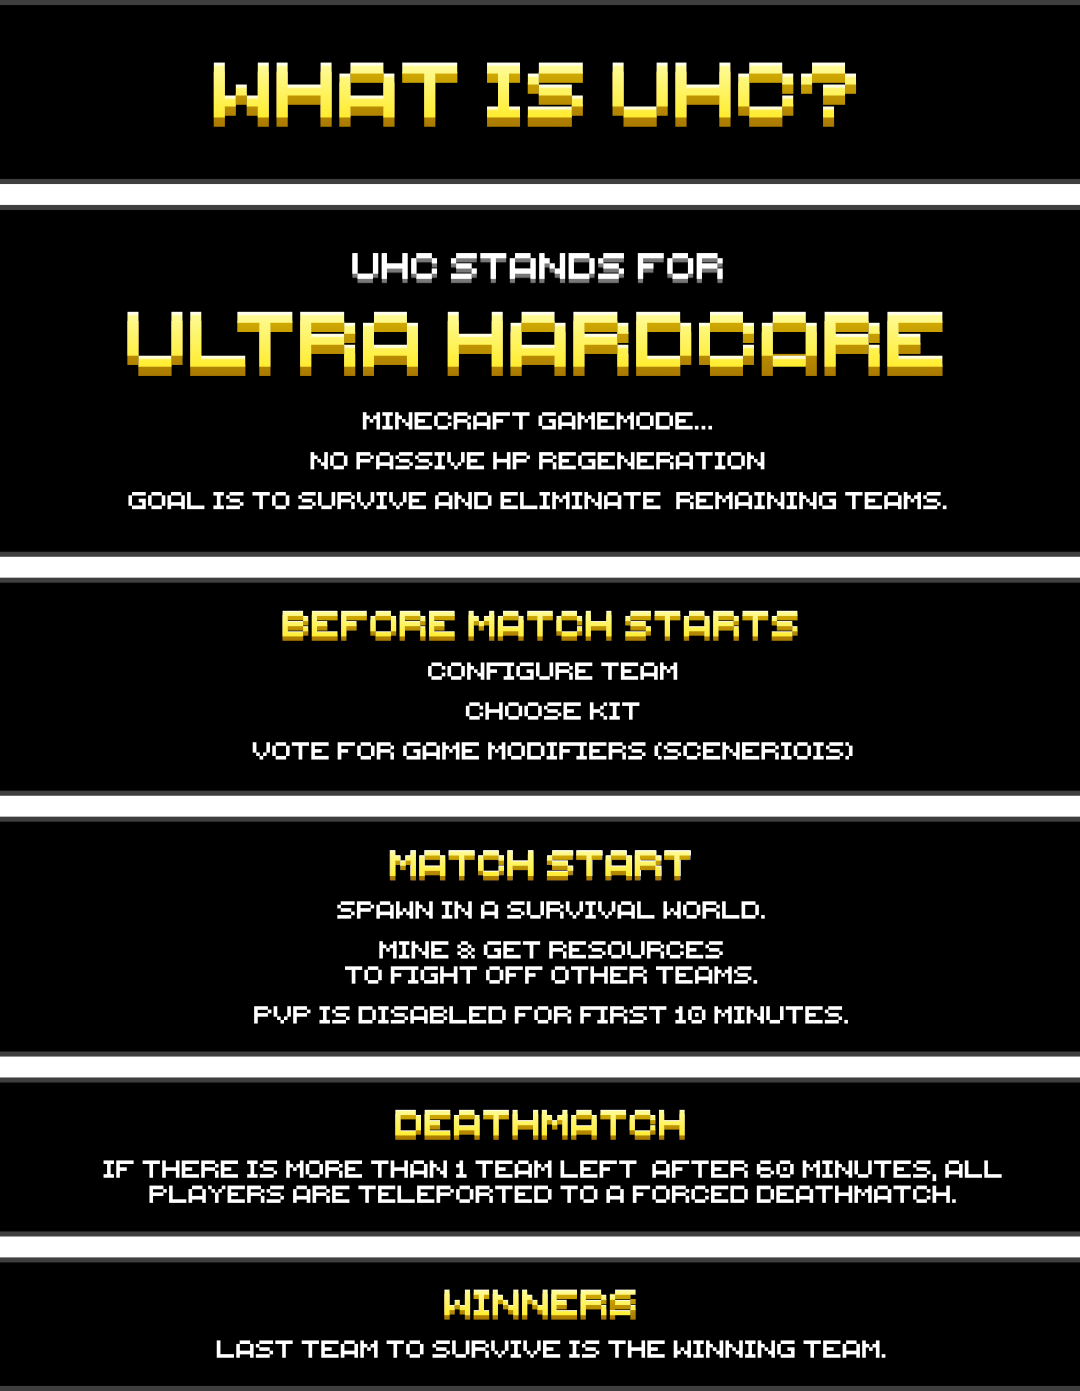 WHAT IS UHC?
UHC STANDS FOR
ULTRA HARDCORE
MINECRAFT GAMEMODE...
NO PASSIVE HP REGENERATION
GOAL IS TO SURVIVE AND ELIMINATE REMAINING TEAMS.
BEFORE MATCH STARTS
CONFIGURE TEAM
CHOOSE KIT
VOTE FOR GAME MODIFIERS (SCENERIOIS)
MATCH START
SPAWN IN A SURVIVAL WORLD.
MINE & GET RESOURCES
TO FIGHT OFF OTHER TEAMS.
PVP IS DISABLED FOR FIRST 10 MINUTES.
DEATHMATCH
IF THERE IS MORE THAN 1 TEAM LEFT AFTER 60 MINUTES, ALL
PLAYERS ARE TELEPORTED TO A FORCED DEATHMATCH.
WINNERS
LAST TEAM TO SURVIVE IS THE WINNING TEAM.